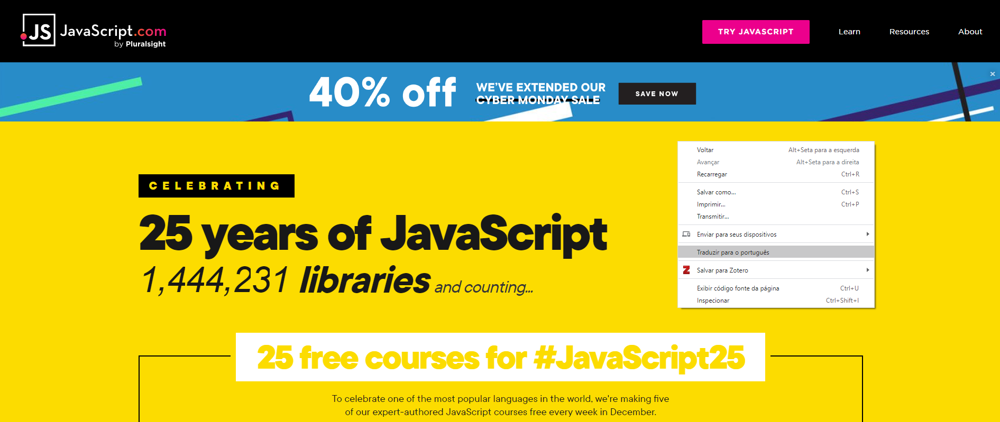 .JS JavaScript.com
by Pluralsight
TRY JAVASCRIPT
Learn
Resources
About
40% off
WE'VE EXTENDED OUR
CYBER MONDAY SALE
SAVE NOW
×
CELEBRATING
25 years of JavaScript
1,444,231 libraries and counting...
Voltar Alt+Seta para a esquerda
Avançar Alt+Seta para a direita
Recarregar Ctrl+R
Salvar como... Ctrl+S
Imprimir... Ctrl+P
Transmitir...
Enviar para seus dispositivos
Traduzir para o português
Z Salvar para Zotero
Exibir código fonte da página Ctrl+U
Inspecionar Ctrl+Shift+I
25 free courses for #JavaScript25
To celebrate one of the most popular languages in the world, we're making five
of our expert-authored JavaScript courses free every week in December.